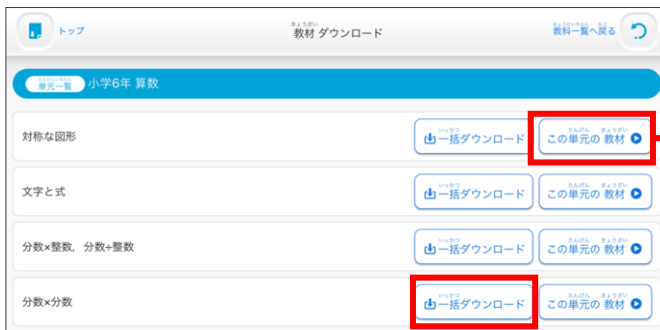 トップ
きょうざい
教材 ダウンロード
きょうかいちらん もど
教科一覧へ戻る
たんげんいちらん
単元一覧
小学6年 算数
対称な図形
いっかつ
一括ダウンロード
たんげん きょうざい
この単元の 教材
文字と式
いっかつ
一括ダウンロード
たんげん きょうざい
この単元の 教材
分数×整数，分数÷整数
いっかつ
一括ダウンロード
たんげん きょうざい
この単元の 教材
分数×分数
いっかつ
一括ダウンロード
たんげん きょうざい
この単元の 教材